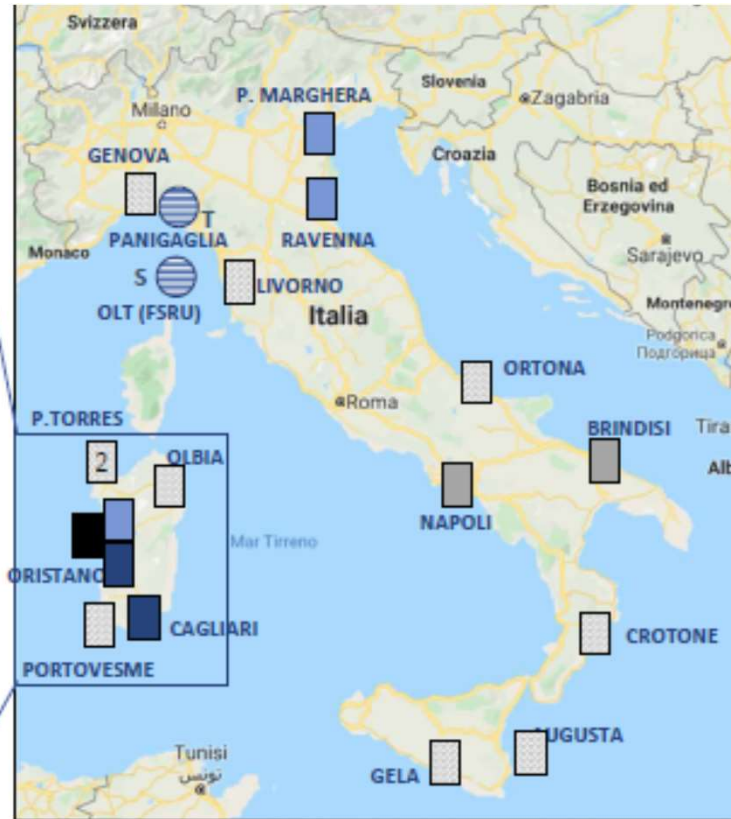 Svizzera
Slovenia
P. MARGHERA
Zagabria
Milano
Croazia
GENOVA
Bosnia ed
Erzegovina
T
PANIGAGLIA
RAVENNA
Sarajevo
Monaco
S
LIVORNO
OLT (FSRU)
Italia
Montenegr
Podgorica
Подгорица
ORTONA
Roma
P.TORRES
BRINDISI
Tira
2
OLBIA
Alb
NAPOLI
Mar Tirreno
ORISTANO
CAGLIARI
CROTONE
PORTOVESME
Tunisi
تونس
AUGUSTA
GELA